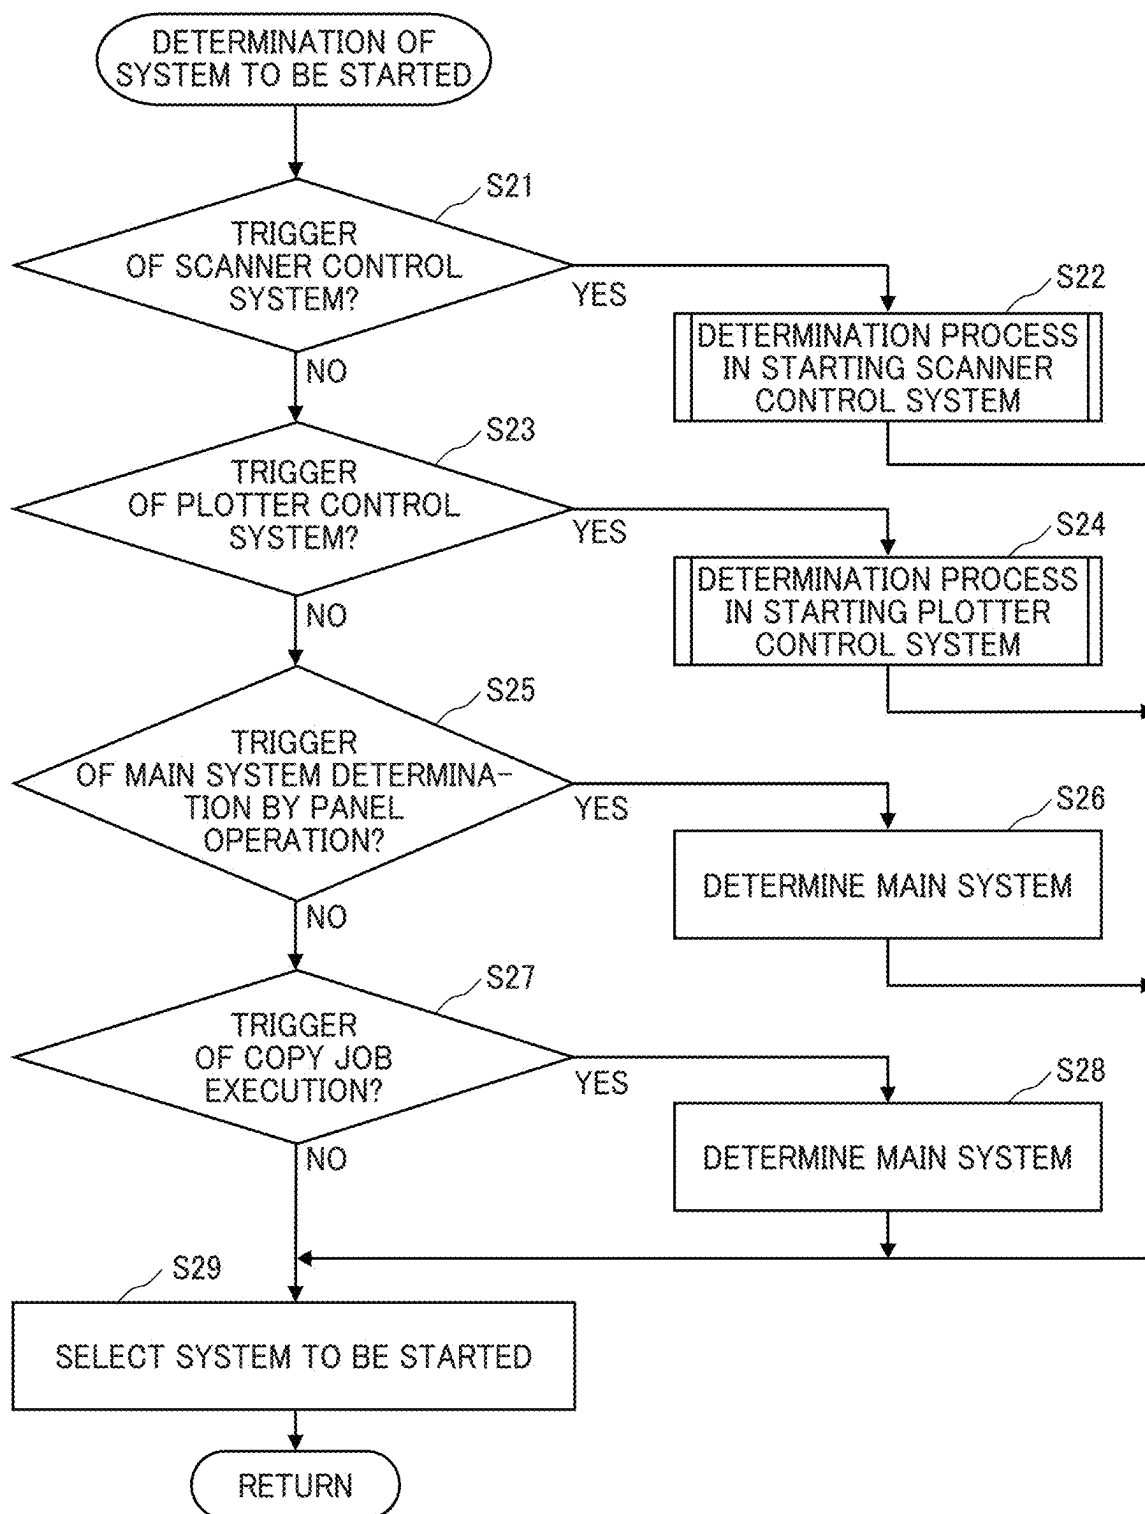 DETERMINATION OF
SYSTEM TO BE STARTED
S21
TRIGGER
OF SCANNER CONTROL
SYSTEM?
YES
NO
S22
DETERMINATION PROCESS
IN STARTING SCANNER
CONTROL SYSTEM
S23
TRIGGER
OF PLOTTER CONTROL
SYSTEM?
YES
NO
S24
DETERMINATION PROCESS
IN STARTING PLOTTER
CONTROL SYSTEM
S25
TRIGGER
OF MAIN SYSTEM DETERMINA-
TION BY PANEL
OPERATION?
YES
NO
S26
DETERMINE MAIN SYSTEM
S27
TRIGGER
OF COPY JOB
EXECUTION?
YES
NO
S28
DETERMINE MAIN SYSTEM
S29
SELECT SYSTEM TO BE STARTED
RETURN